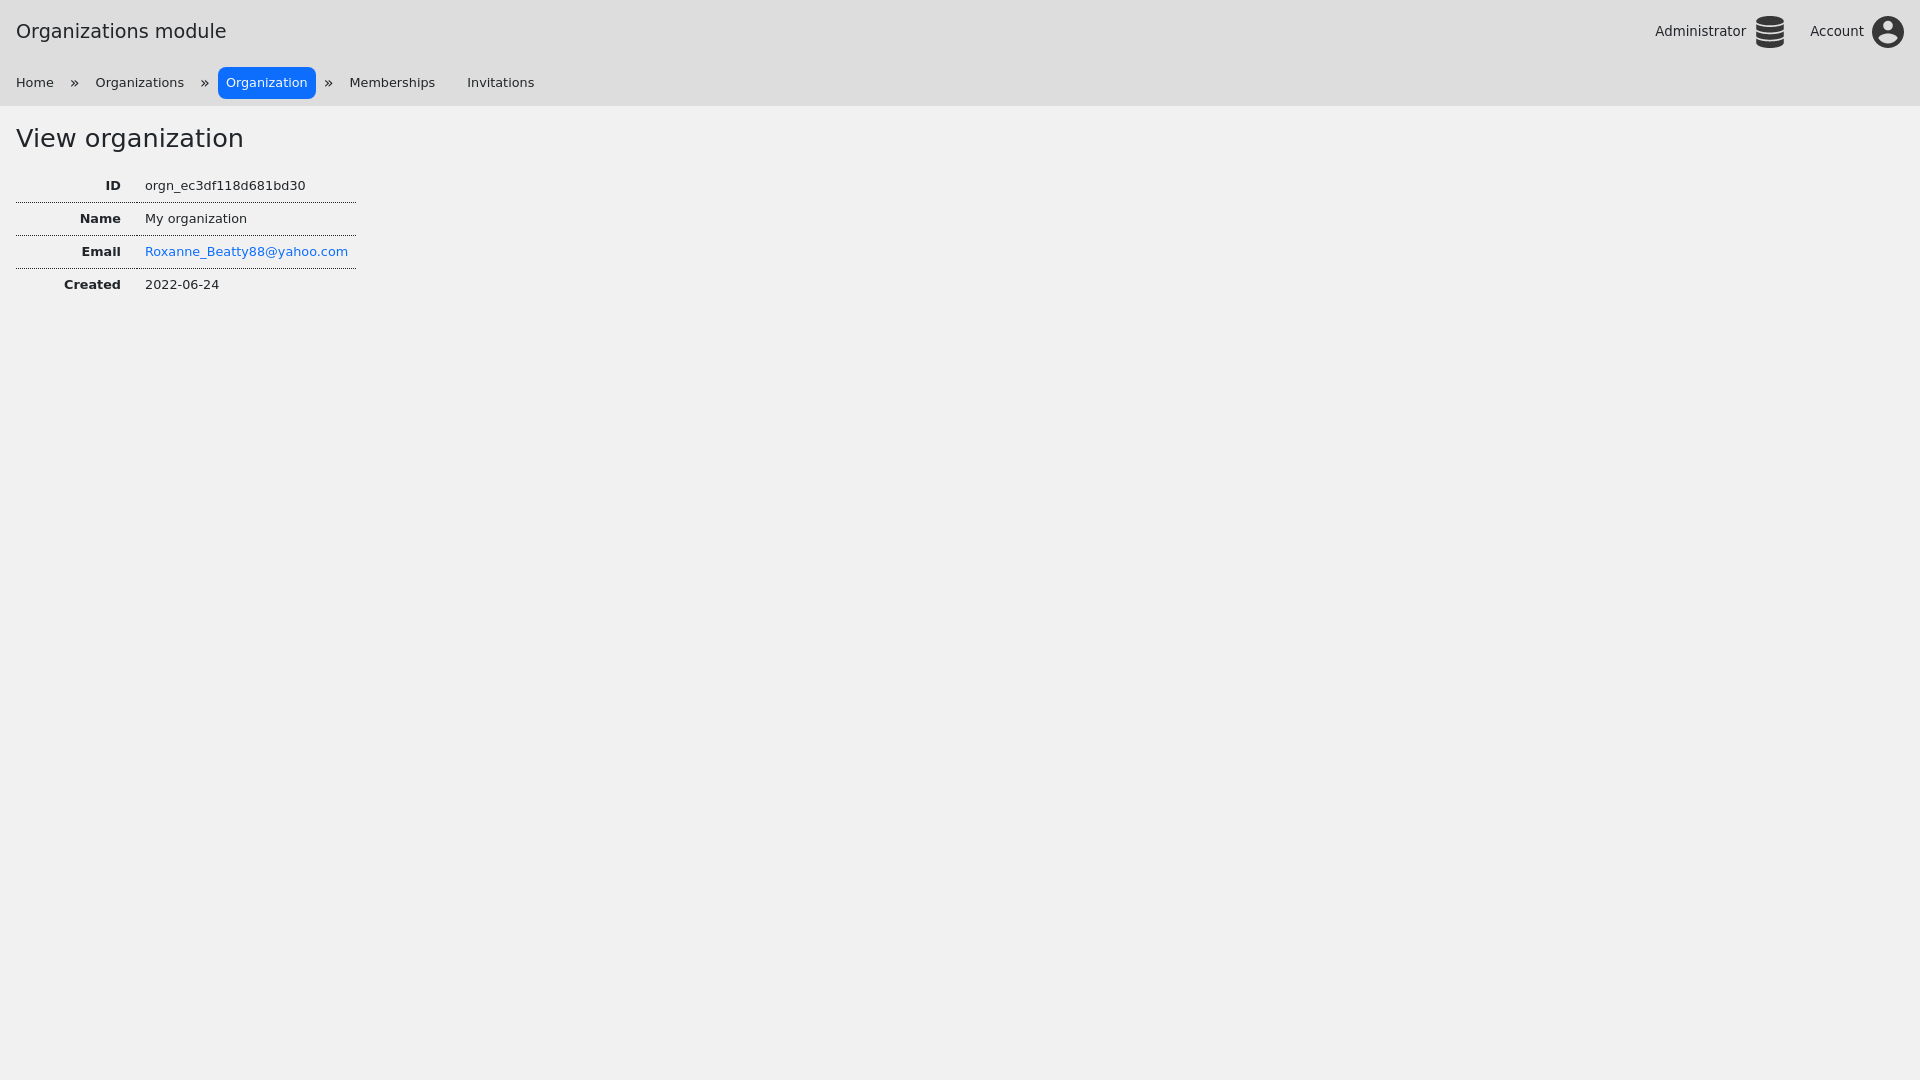 Organizations module
Administrator
Account
Home » Organizations » Organization » Memberships Invitations
View organization
ID orgn_ec3df118d681bd30
Name My organization
Email Roxanne_Beatty88@yahoo.com
Created 2022-06-24